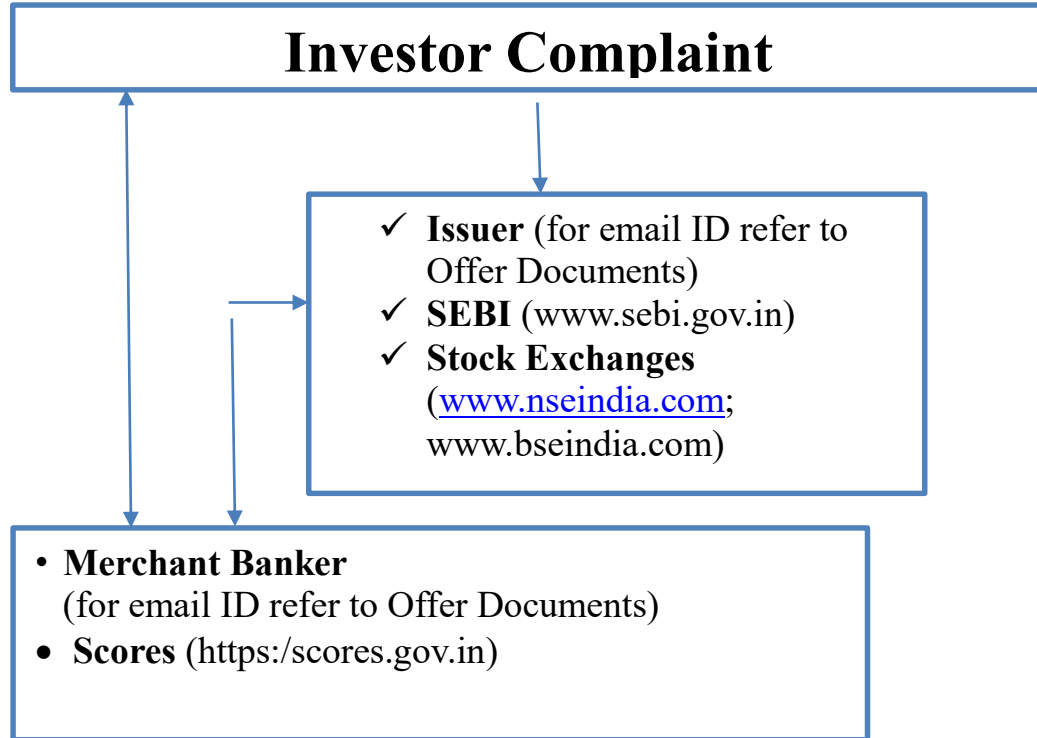 Investor Complaint
✓ Issuer (for email ID refer to
Offer Documents)
✓ SEBI (www.sebi.gov.in)
✓ Stock Exchanges
(www.nseindia.com;
www.bseindia.com)
• Merchant Banker
(for email ID refer to Offer Documents)
• Scores (https:/scores.gov.in)